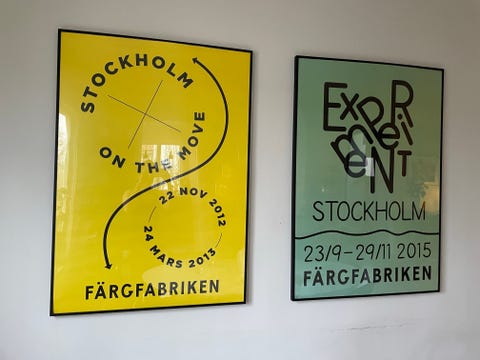 STOCKHOLM
ON THE MOVE
22 NOV 2012
24 MARS 2013
FÄRGFABRIKEN
EXPERIMENT
STOCKHOLM
23/9-29/11 2015
FÄRGFABRIKEN